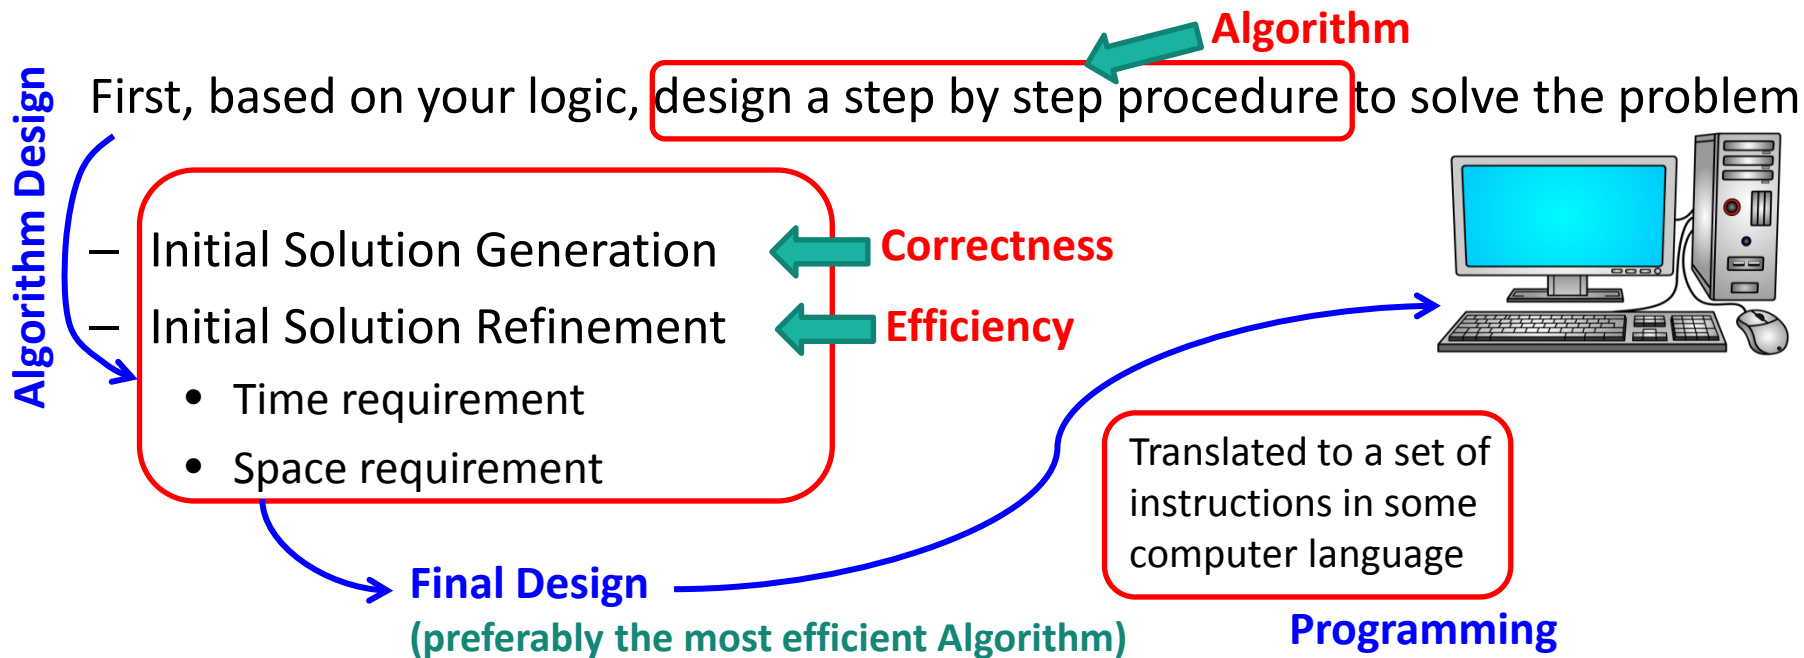 Algorithm
Algorithm Design
First, based on your logic, design a step by step procedure to solve the problem
– Initial Solution Generation
Correctness
– Initial Solution Refinement
Efficiency
• Time requirement
• Space requirement
Translated to a set of
instructions in some
computer language
Final Design
(preferably the most efficient Algorithm)
Programming